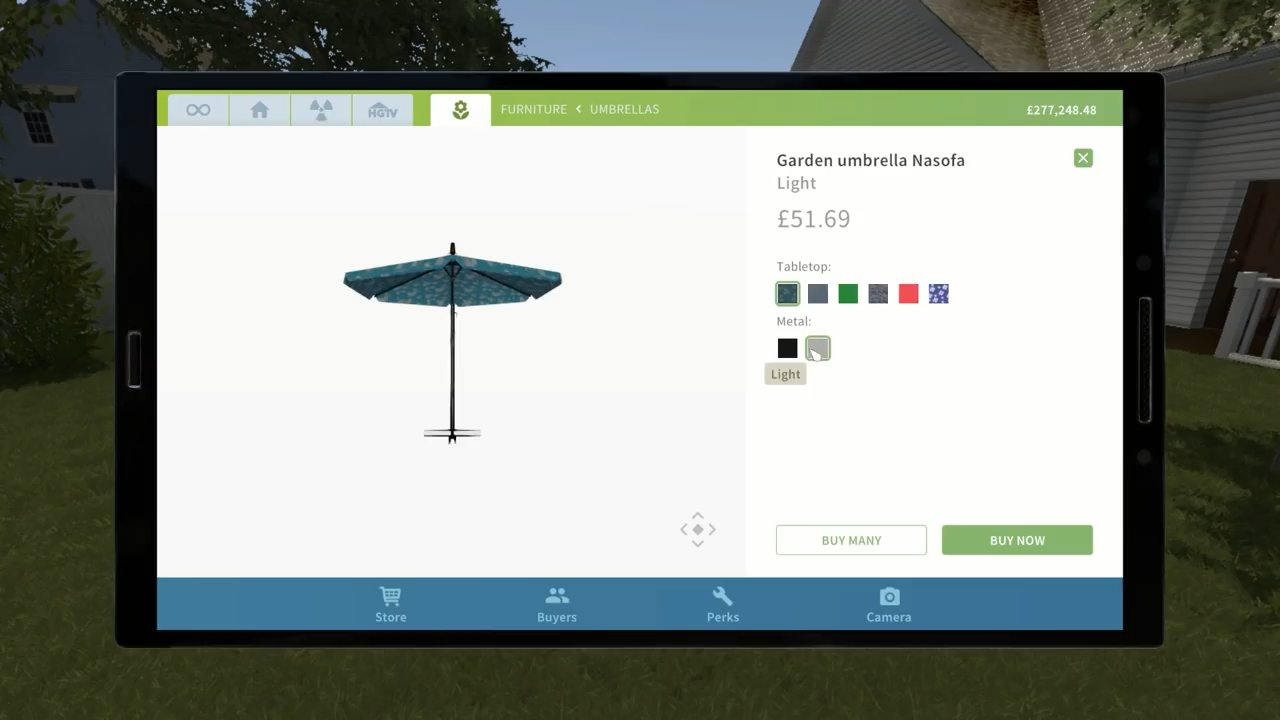 HGTV
FURNITURE < UMBRELLAS
£277,248.48
Garden umbrella Nasofa
Light
£51.69
Tabletop:
Metal:
Light
BUY MANY
BUY NOW
Store
Buyers
Perks
Camera